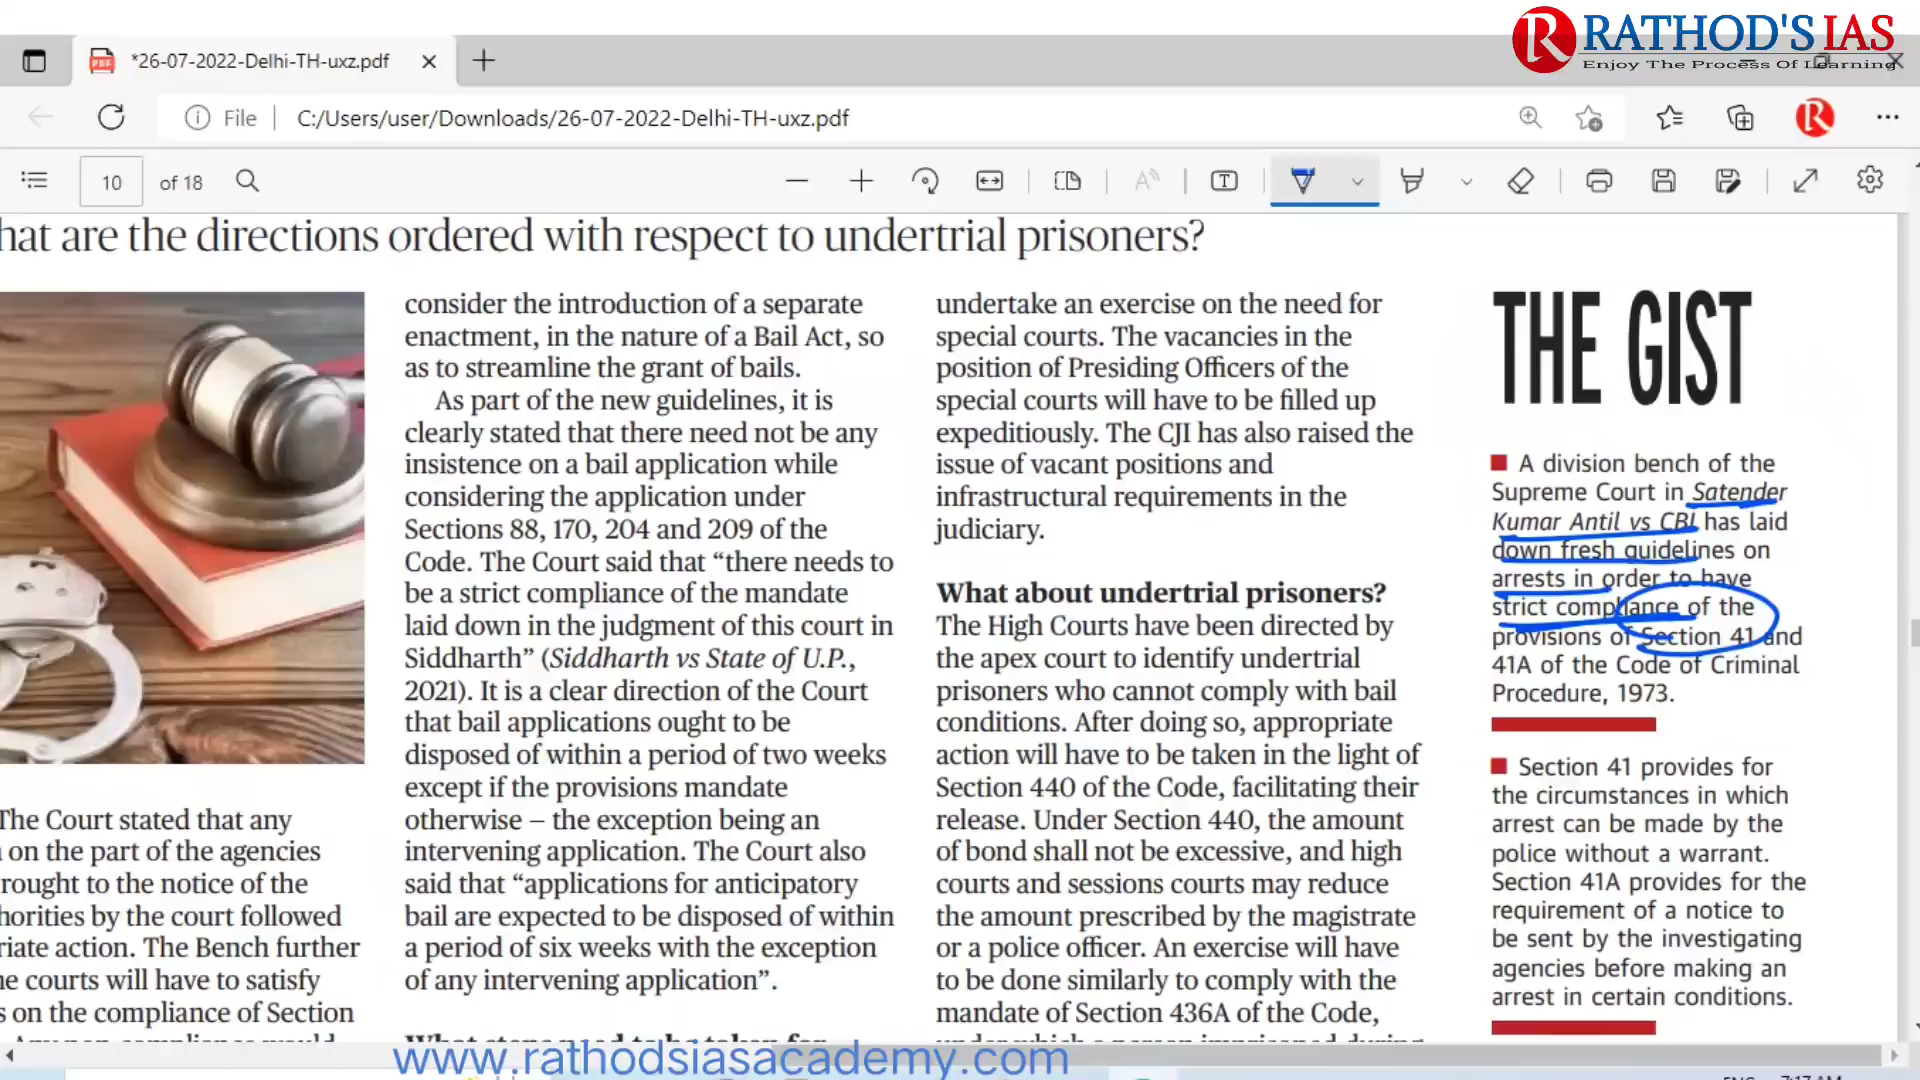 RATHOD'S IAS
Enjoy The Process Of Learning
*26-07-2022-Delhi-TH-uxz.pdf
File
C:/Users/user/Downloads/26-07-2022-Delhi-TH-uxz.pdf
10 of 18
hat are the directions ordered with respect to undertrial prisoners?
The Court stated that any
on the part of the agencies
rought to the notice of the
horities by the court followed
riate action. The Bench further
he courts will have to satisfy
s on the compliance of Section
consider the introduction of a separate
enactment, in the nature of a Bail Act, so
as to streamline the grant of bails.
As part of the new guidelines, it is
clearly stated that there need not be any
insistence on a bail application while
considering the application under
Sections 88, 170, 204 and 209 of the
Code. The Court said that “there needs to
be a strict compliance of the mandate
laid down in the judgment of this court in
Siddharth” (Siddharth vs State of U.P.,
2021). It is a clear direction of the Court
that bail applications ought to be
disposed of within a period of two weeks
except if the provisions mandate
otherwise – the exception being an
intervening application. The Court also
said that “applications for anticipatory
bail are expected to be disposed of within
a period of six weeks with the exception
of any intervening application”.
undertake an exercise on the need for
special courts. The vacancies in the
position of Presiding Officers of the
special courts will have to be filled up
expeditiously. The CJI has also raised the
issue of vacant positions and
infrastructural requirements in the
judiciary.
What about undertrial prisoners?
The High Courts have been directed by
the apex court to identify undertrial
prisoners who cannot comply with bail
conditions. After doing so, appropriate
action will have to be taken in the light of
Section 440 of the Code, facilitating their
release. Under Section 440, the amount
of bond shall not be excessive, and high
courts and sessions courts may reduce
the amount prescribed by the magistrate
or a police officer. An exercise will have
to be done similarly to comply with the
mandate of Section 436A of the Code,
THE GIST
A division bench of the
Supreme Court in Satender
Kumar Antil vs CBI has laid
down fresh guidelines on
arrests in order to have
strict compliance of the
provisions of Section 41 and
41A of the Code of Criminal
Procedure, 1973.
Section 41 provides for
the circumstances in which
arrest can be made by the
police without a warrant.
Section 41A provides for the
requirement of a notice to
be sent by the investigating
agencies before making an
arrest in certain conditions.
www.rathodsiasacademy.com